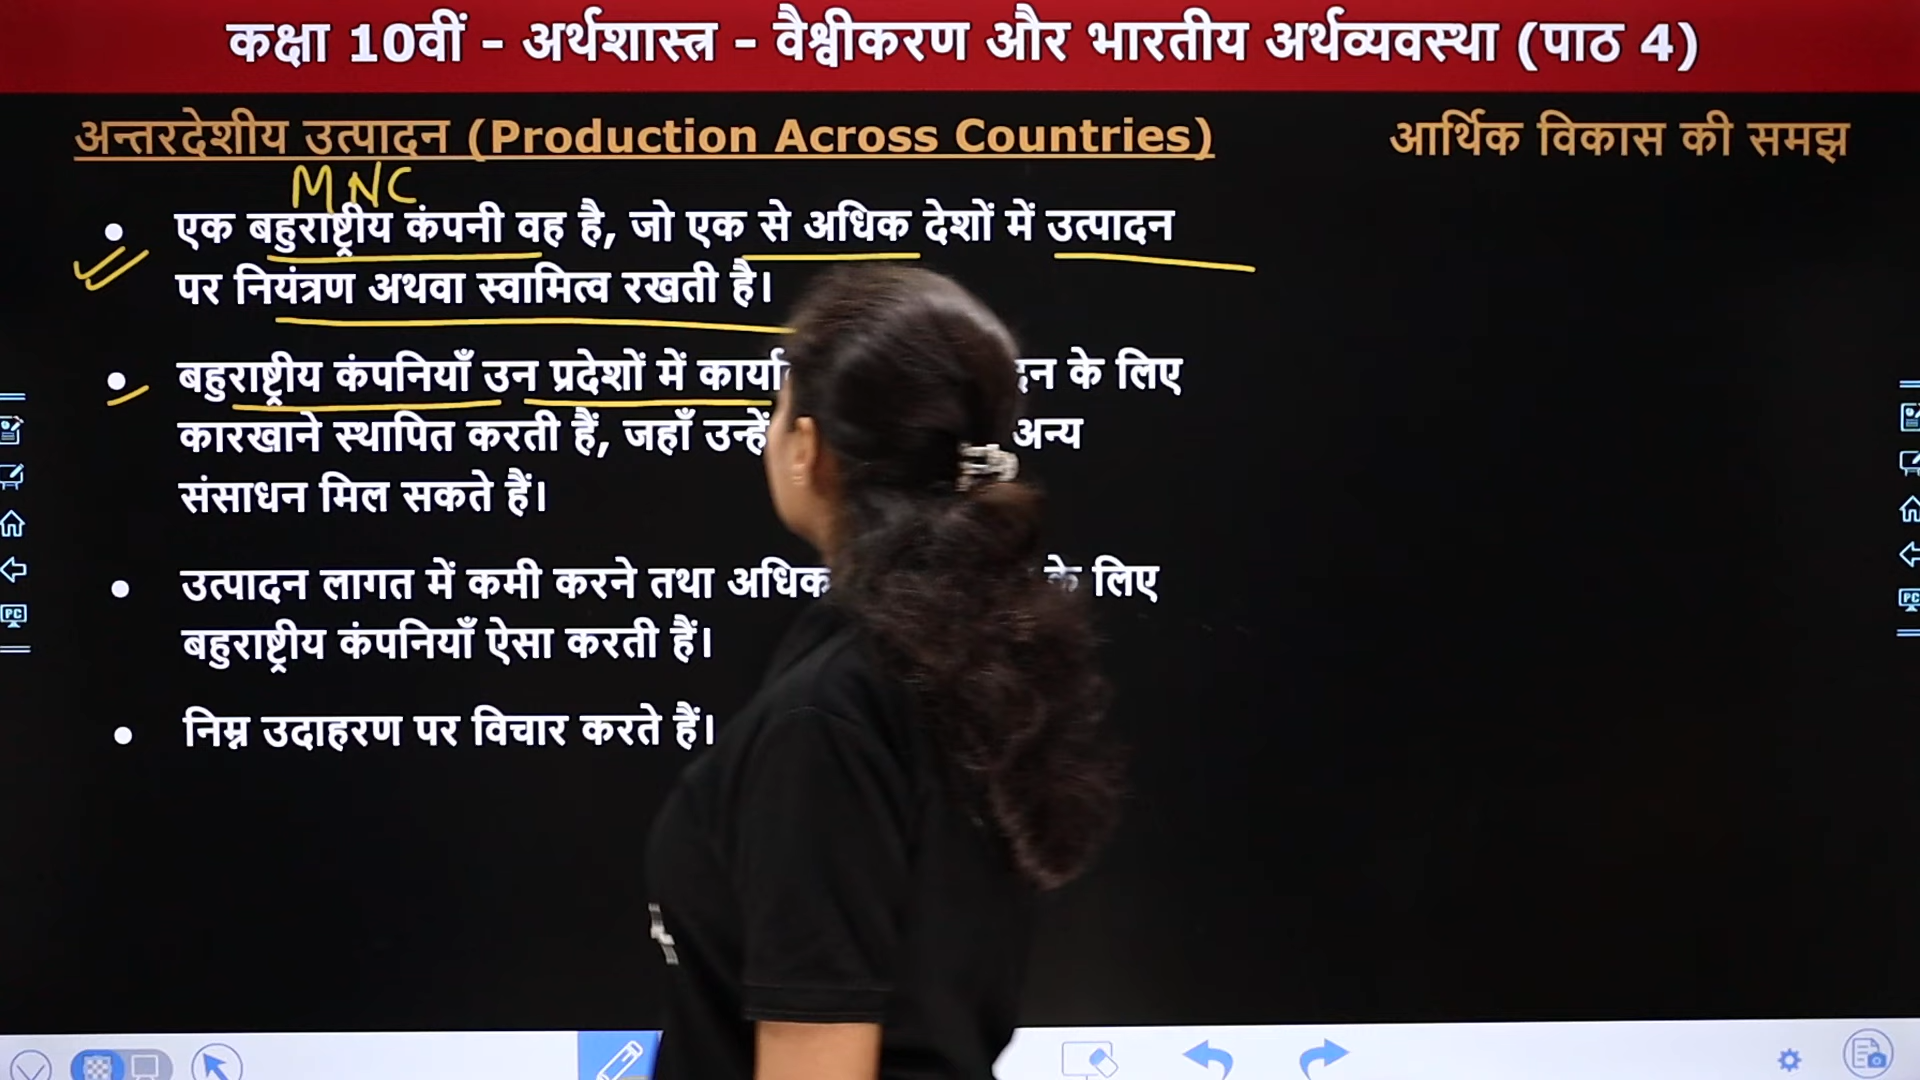 कक्षा 10वीं - अर्थशास्त्र - वैश्वीकरण और भारतीय अर्थव्यवस्था (पाठ 4)
अन्तरदेशीय उत्पादन (Production Across Countries)
आर्थिक विकास की समझ
MNC
• एक बहुराष्ट्रीय कंपनी वह है, जो एक से अधिक देशों में उत्पादन
पर नियंत्रण अथवा स्वामित्व रखती है।
• बहुराष्ट्रीय कंपनियाँ उन प्रदेशों में के लिए
कारखाने स्थापित करती हैं, जहाँ उन्हें अन्य
संसाधन मिल सकते हैं।
• उत्पादन लागत में कमी करने तथा अधिक के लिए
बहुराष्ट्रीय कंपनियाँ ऐसा करती हैं।
• निम्न उदाहरण पर विचार करते हैं।
PC
PC